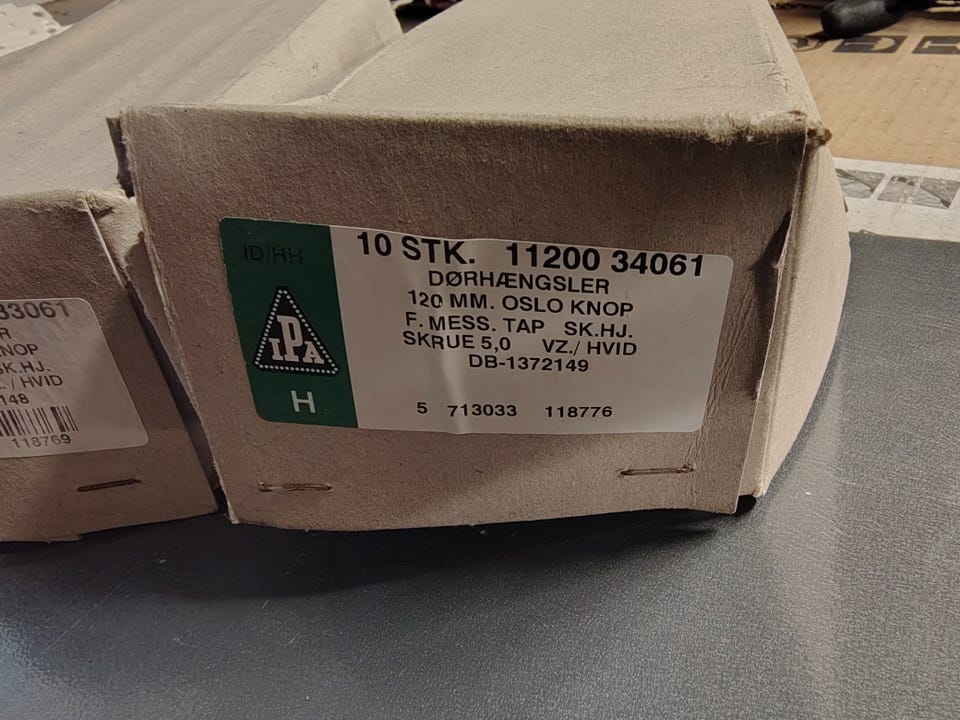 ID/HH
IPA
H
10 STK. 11200 34061
DØRHÆNGSLER
120 MM. OSLO KNOP
F. MESS. TAP SK.HJ.
SKRUE 5,0 VZ./ HVID
DB-1372149
5 713033 118776
33061
R
KNOP
SK.HJ.
/ HVID
148
118769